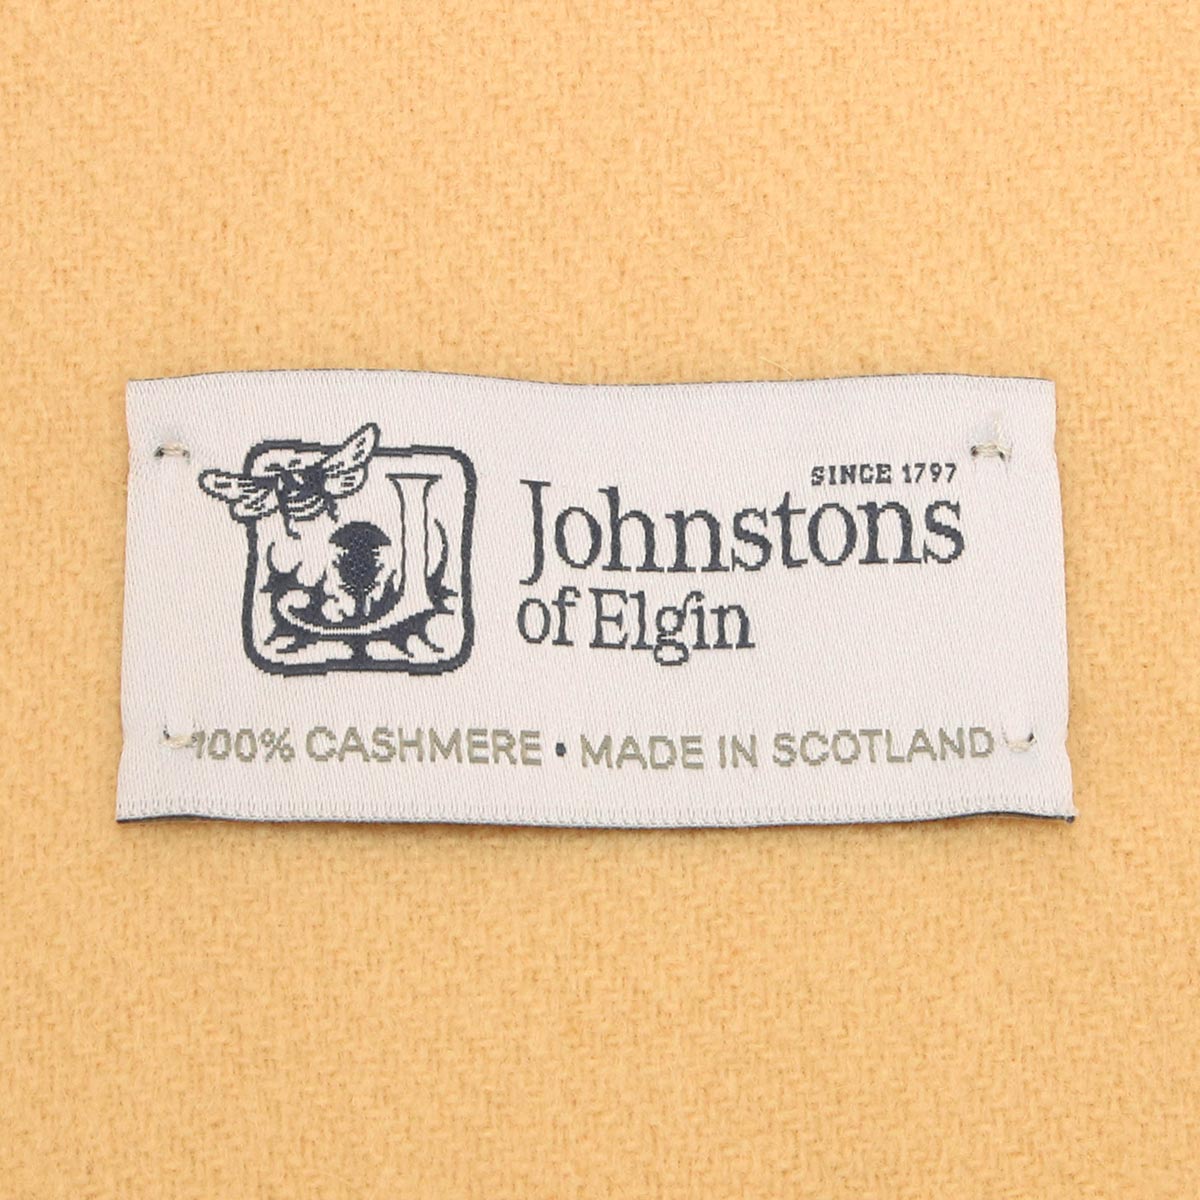 SINCE 1797
Johnstons
of Elgin
100% CASHMERE • MADE IN SCOTLAND